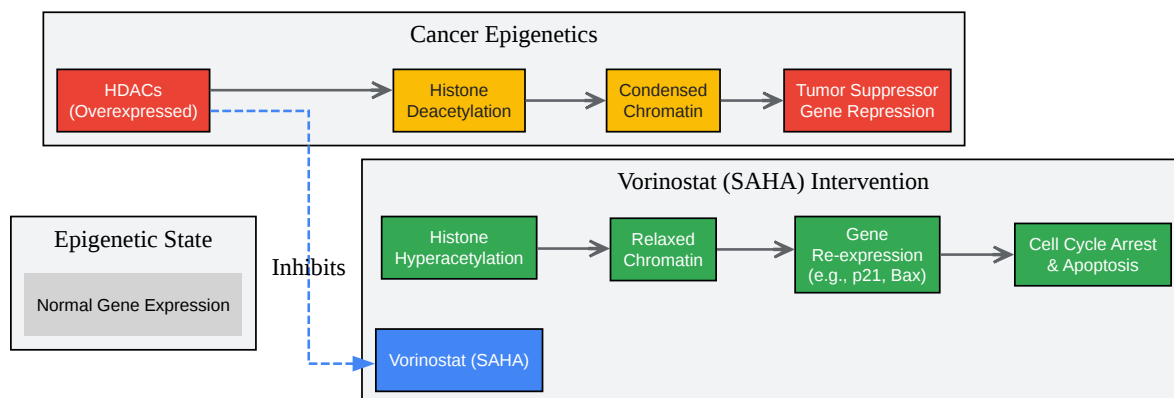 Cancer Epigenetics
HDACs
(Overexpressed)
Histone
Deacetylation
Condensed
Chromatin
Tumor Suppressor
Gene Repression
Vorinostat (SAHA) Intervention
Histone
Hyperacetylation
Relaxed
Chromatin
Gene
Re-expression
(e.g., p21, Bax)
Cell Cycle Arrest
& Apoptosis
Epigenetic State
Normal Gene Expression
Inhibits
Vorinostat (SAHA)